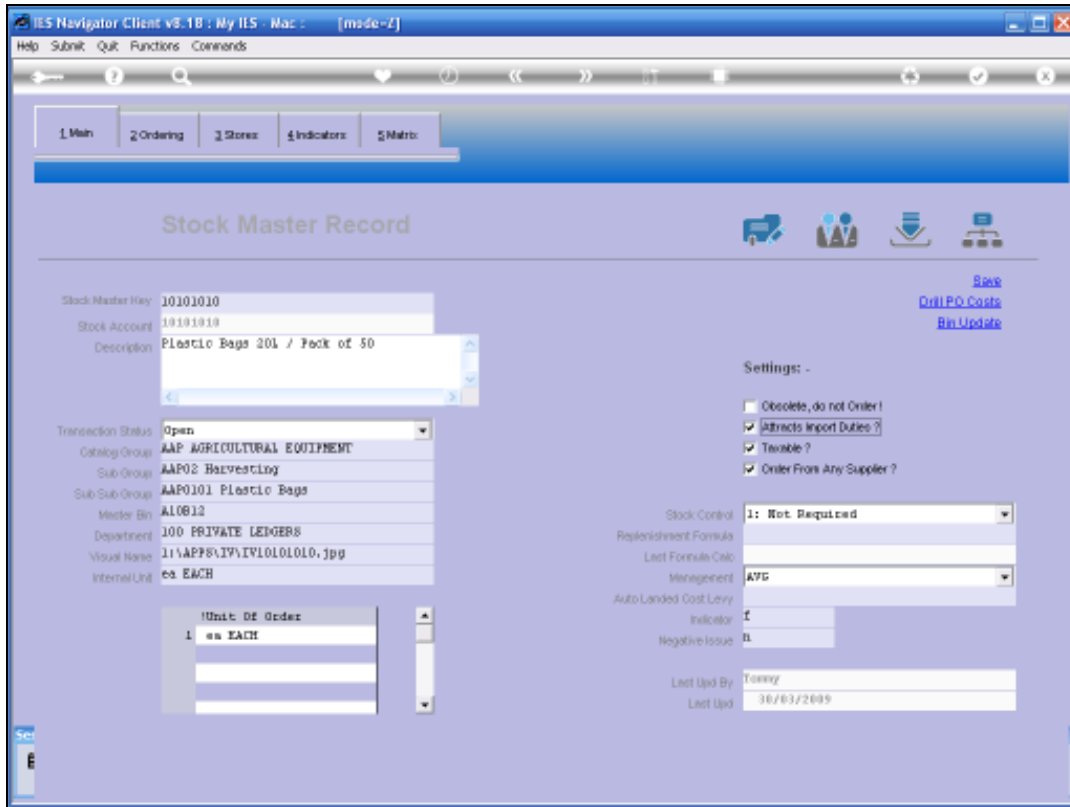 IES Navigator Client v8.1B : My IES - Mac : [mode=Z]
Help Submit Quit Functions Commands
1 Main 2 Ordering 3 Stores 4 Indicators 5 Matrix
Stock Master Record
Save
Drill PO Costs
Bin Update
Stock Master Key 10101010
Stock Account 10101010
Description Plastic Bags 20L / Pack of 50
Settings: -
Obsolete, do not Order !
Attracts Import Duties ?
Taxable ?
Order From Any Supplier ?
Transaction Status Open
Catalog Group AAP AGRICULTURAL EQUIPMENT
Sub Group AAP02 Harvesting
Sub Sub Group AAP0101 Plastic Bags
Master Bin A10B12
Department 100 PRIVATE LEDGERS
Visual Name 1:\APPS\IV\IV10101010.jpg
Internal Unit ea EACH
Stock Control 1: Not Required
Replenishment Formula
Last Formula Calc
Management AVG
Auto Landed Cost Levy
Indicator f
Negative Issue n
!Unit Of Order
1 ea EACH
Last Upd By Tommy
Last Upd 30/03/2009